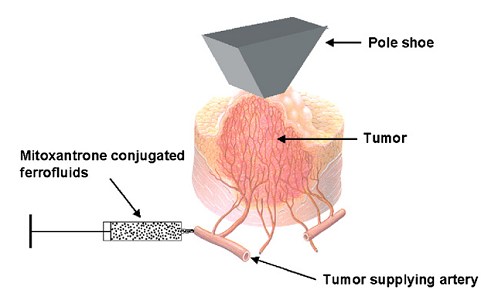 Pole shoe
Tumor
Mitoxantrone conjugated
ferrofluids
Tumor supplying artery